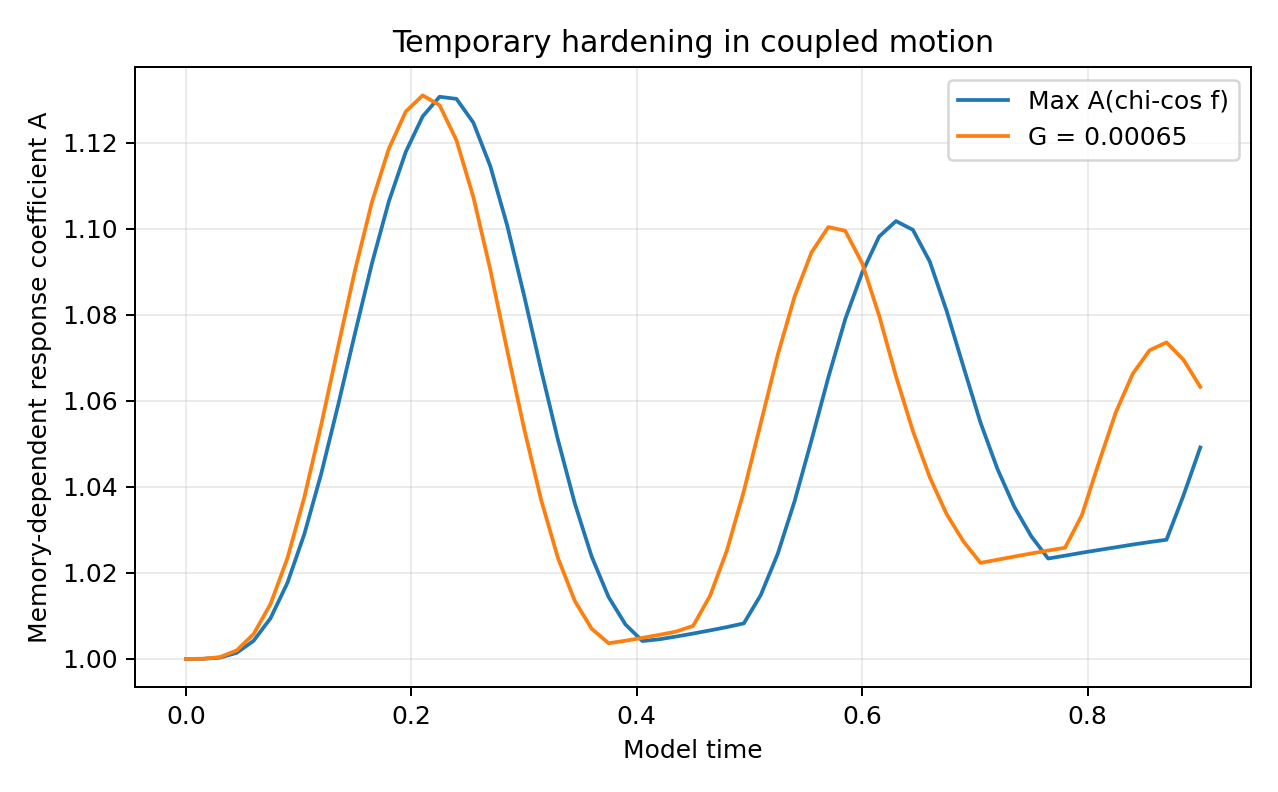 Temporary hardening in coupled motion
Max A(chi-cos f)
G = 0.00065
Memory-dependent response coefficient A
1.12
1.10
1.08
1.06
1.04
1.02
1.00
0.0 0.2 0.4 0.6 0.8
Model time